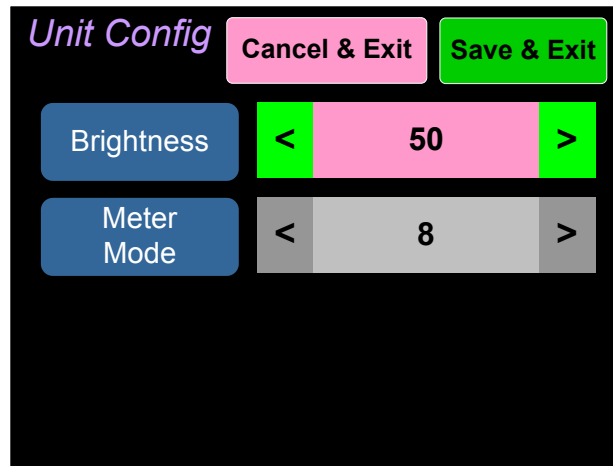 Unit Config
Cancel & Exit
Save & Exit
Brightness
< 50 >
Meter
Mode
< 8 >